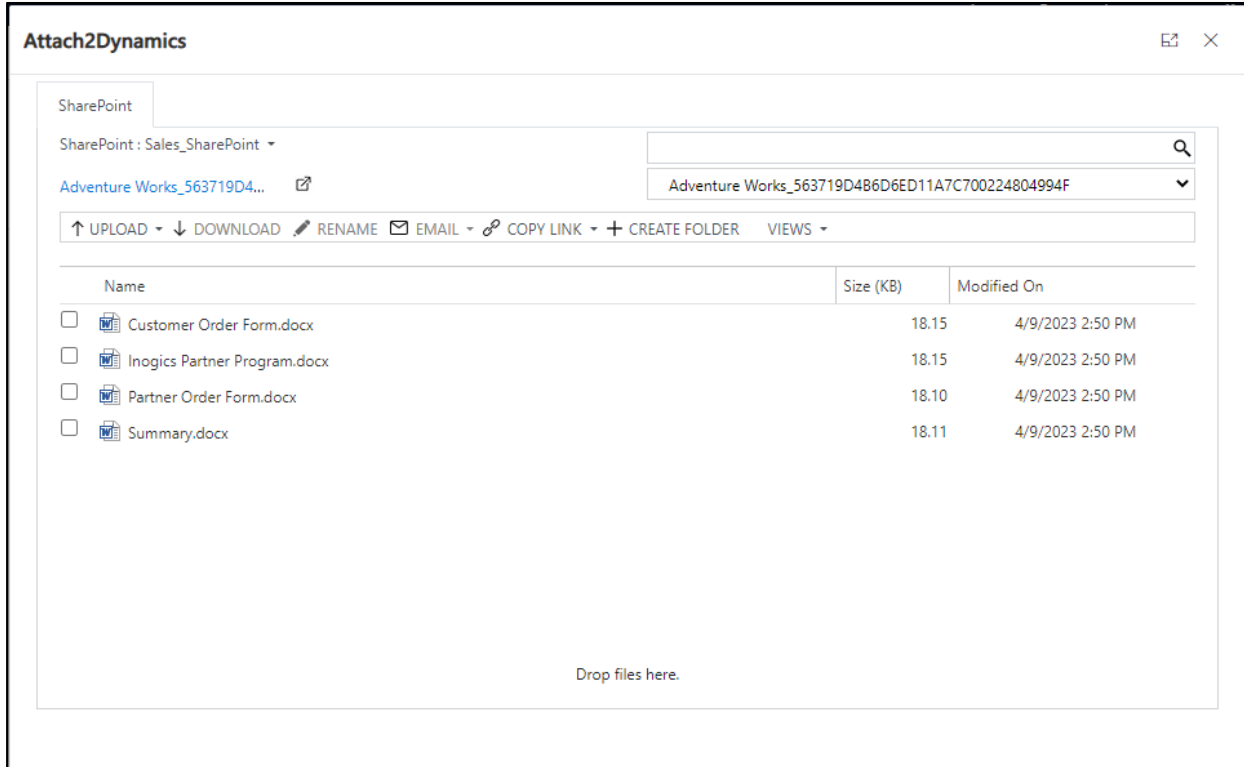 Attach2Dynamics
SharePoint
SharePoint : Sales_SharePoint
Adventure Works_563719D4...
Adventure Works_563719D4B6D6ED11A7C700224804994F
UPLOAD DOWNLOAD RENAME EMAIL COPY LINK CREATE FOLDER VIEWS
Name Size (KB) Modified On
Customer Order Form.docx 18.15 4/9/2023 2:50 PM
Inogics Partner Program.docx 18.15 4/9/2023 2:50 PM
Partner Order Form.docx 18.10 4/9/2023 2:50 PM
Summary.docx 18.11 4/9/2023 2:50 PM
Drop files here.